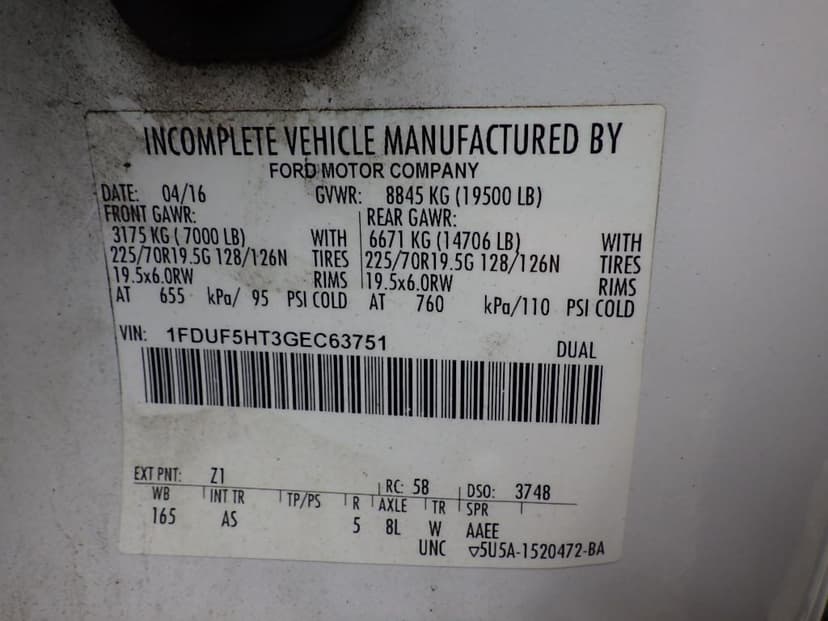 INCOMPLETE VEHICLE MANUFACTURED BY
FORD MOTOR COMPANY
DATE: 04/16 GVWR: 8845 KG (19500 LB)
FRONT GAWR: REAR GAWR:
3175 KG ( 7000 LB) WITH 6671 KG (14706 LB) WITH
225/70R19.5G 128/126N TIRES 225/70R19.5G 128/126N TIRES
19.5x6.0RW RIMS 19.5x6.0RW RIMS
AT 655 kPa/ 95 PSI COLD AT 760 kPa/110 PSI COLD
VIN: 1FDUF5HT3GEC63751
DUAL
EXT PNT: Z1 RC: 58 DSO: 3748
WB INT TR TP/PS R AXLE TR SPR
165 AS 5 8L W AAEE
UNC ▽5U5A-1520472-BA